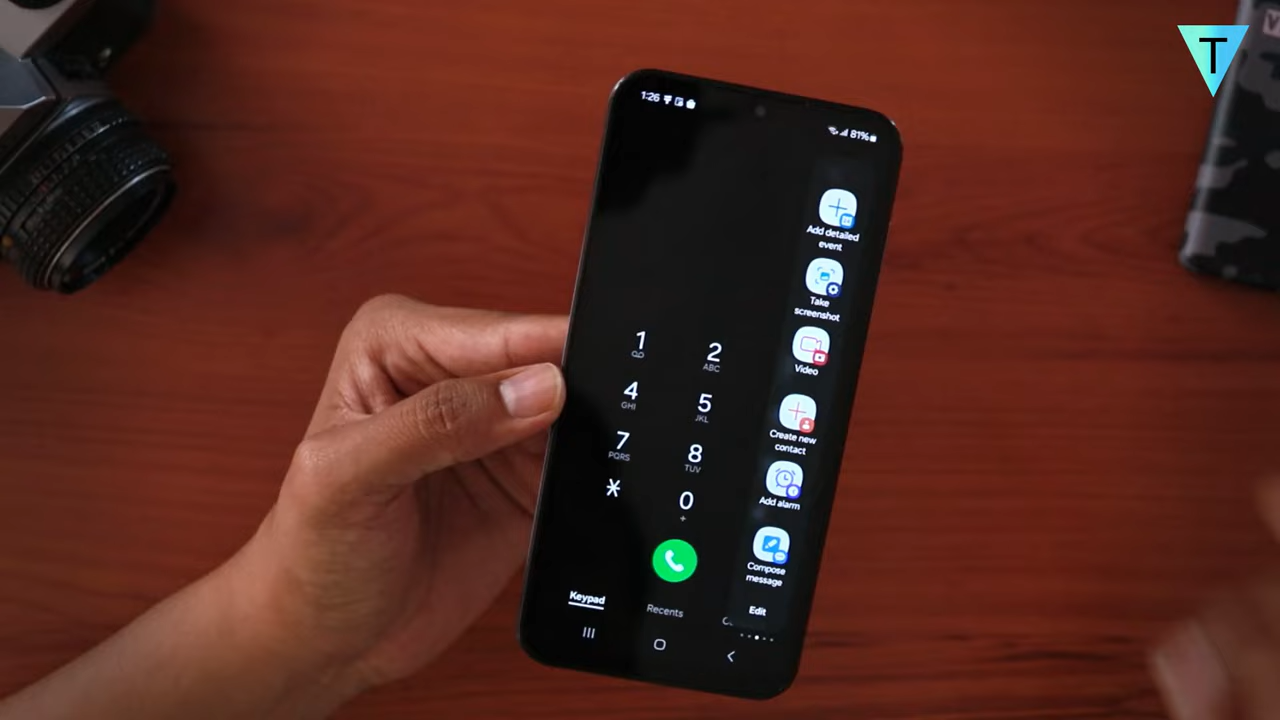 T
1:26
81%
Add detailed
event
Take
screenshot
Video
Create new
contact
Add alarm
Compose
message
Edit
1
2
ABC
4
GHI
5
JKL
7
PQRS
8
TUV
*
0
+
Keypad
Recents